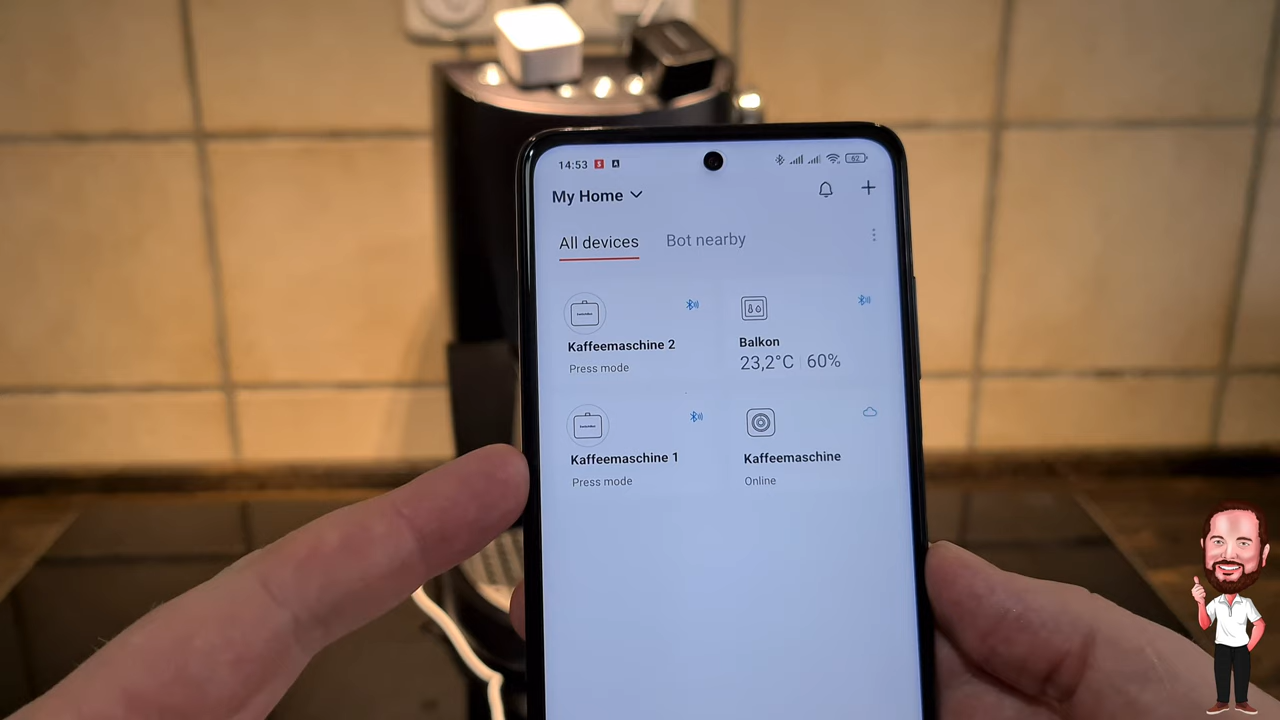 14:53
62
My Home
All devices
Bot nearby
Kaffeemaschine 2
Press mode
Balkon
23,2°C 60%
Kaffeemaschine 1
Press mode
Kaffeemaschine
Online